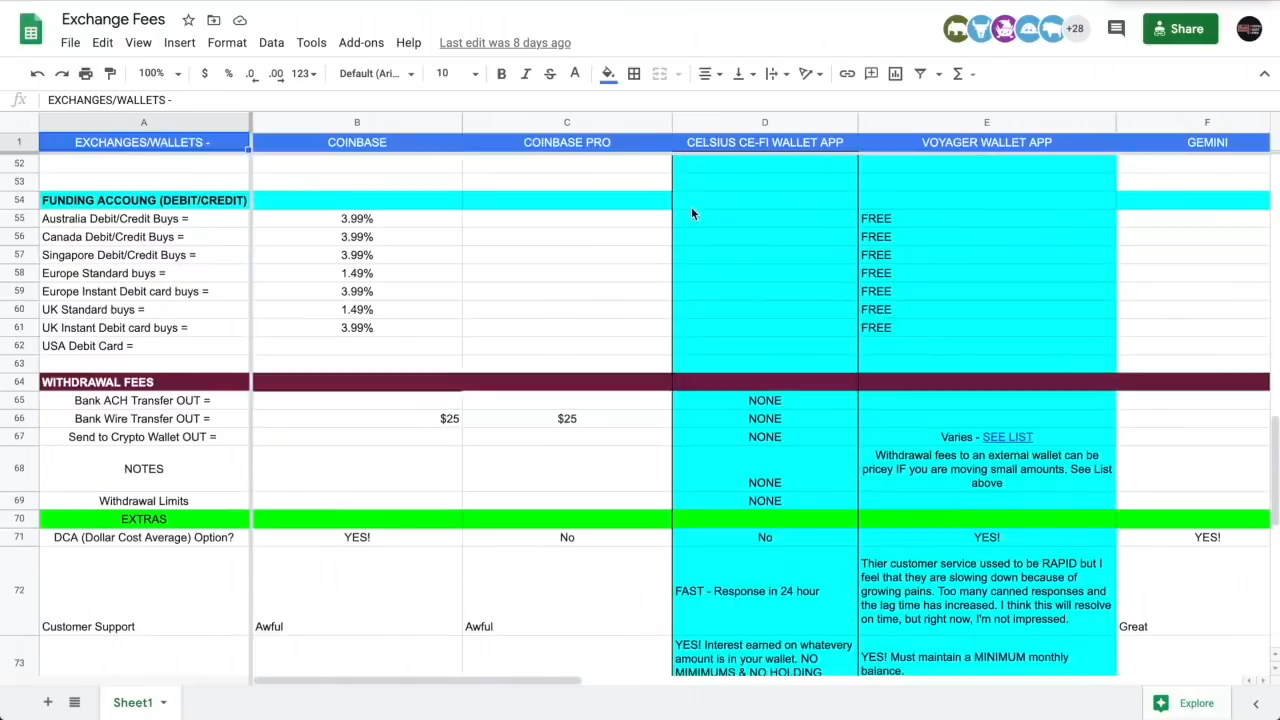 Exchange Fees
File Edit View Insert Format Data Tools Add-ons Help Last edit was 8 days ago
+28
Share
100% $ % .0 .00 123 Default (Ari... 10 B I S A
fx EXCHANGES/WALLETS -
A B C D E F
1 EXCHANGES/WALLETS - COINBASE COINBASE PRO CELSIUS CE-FI WALLET APP VOYAGER WALLET APP GEMINI
52
53
54 FUNDING ACCOUNG (DEBIT/CREDIT)
55 Australia Debit/Credit Buys = 3.99% FREE
56 Canada Debit/Credit Buys = 3.99% FREE
57 Singapore Debit/Credit Buys = 3.99% FREE
58 Europe Standard buys = 1.49% FREE
59 Europe Instant Debit card buys = 3.99% FREE
60 UK Standard buys = 1.49% FREE
61 UK Instant Debit card buys = 3.99% FREE
62 USA Debit Card =
63
64 WITHDRAWAL FEES
65 Bank ACH Transfer OUT = NONE
66 Bank Wire Transfer OUT = $25 $25 NONE
67 Send to Crypto Wallet OUT = NONE Varies - SEE LIST
68 NOTES NONE
Withdrawal fees to an external wallet can be
pricey IF you are moving small amounts. See List
above
69 Withdrawal Limits NONE
70 EXTRAS
71 DCA (Dollar Cost Average) Option? YES! No No YES! YES!
72 Customer Support Awful Awful FAST - Response in 24 hour
Thier customer service ussed to be RAPID but I
feel that they are slowing down because of
growing pains. Too many canned responses and
the lag time has increased. I think this will resolve
on time, but right now, I'm not impressed.
Great
73
YES! Interest earned on whatevery
amount is in your wallet. NO
MIMIMUMS & NO HOLDING
YES! Must maintain a MINIMUM monthly
balance.
Sheet1
Explore